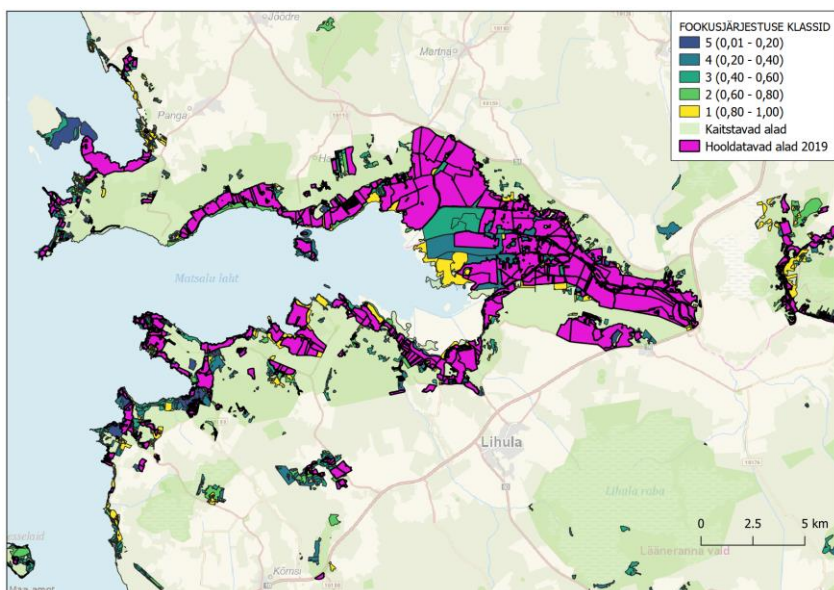 FOOKUSJÄRJESTUSE KLASSID
5 (0,01 - 0,20)
4 (0,20 - 0,40)
3 (0,40 - 0,60)
2 (0,60 - 0,80)
1 (0,80 - 1,00)
Kaitstavad alad
Hooldatavad alad 2019
Jõõdre
Martna
Panga
Matsalu laht
Lihula
Lihula raba
0 2.5 5 km
Lääneranna vald
Kõmsi